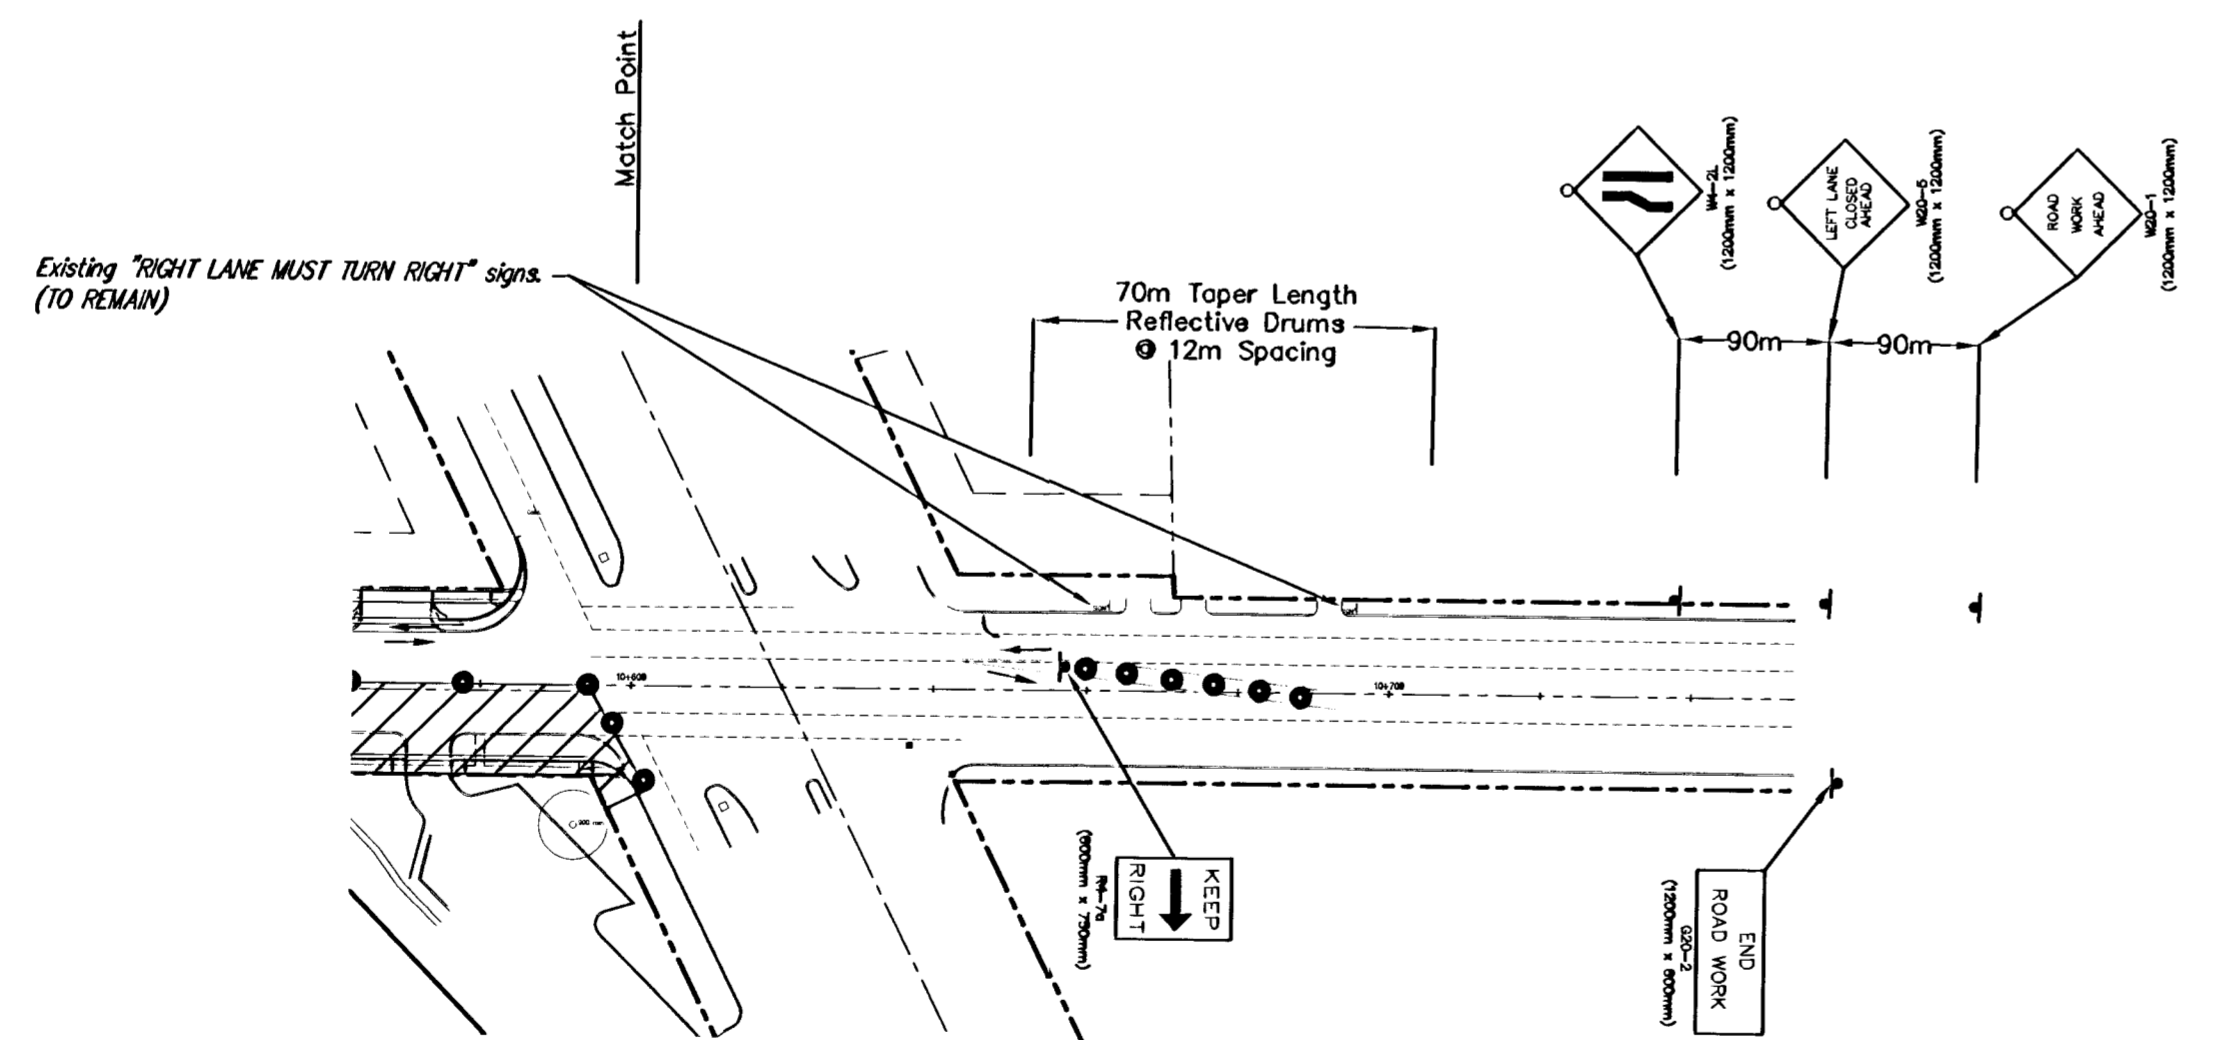 Match Point
Existing "RIGHT LANE MUST TURN RIGHT" signs.
(TO REMAIN)
70m Taper Length
Reflective Drums
@ 12m Spacing
W4-2L
(1200mm x 1200mm)
LEFT LANE
CLOSED
AHEAD
W20-5
(1200mm x 1200mm)
ROAD
WORK
AHEAD
W20-1
(1200mm x 1200mm)
90m
90m
10+600
10+700
KEEP
RIGHT
R4-7a
END
ROAD WORK
G20-2
(1200mm x 600mm)